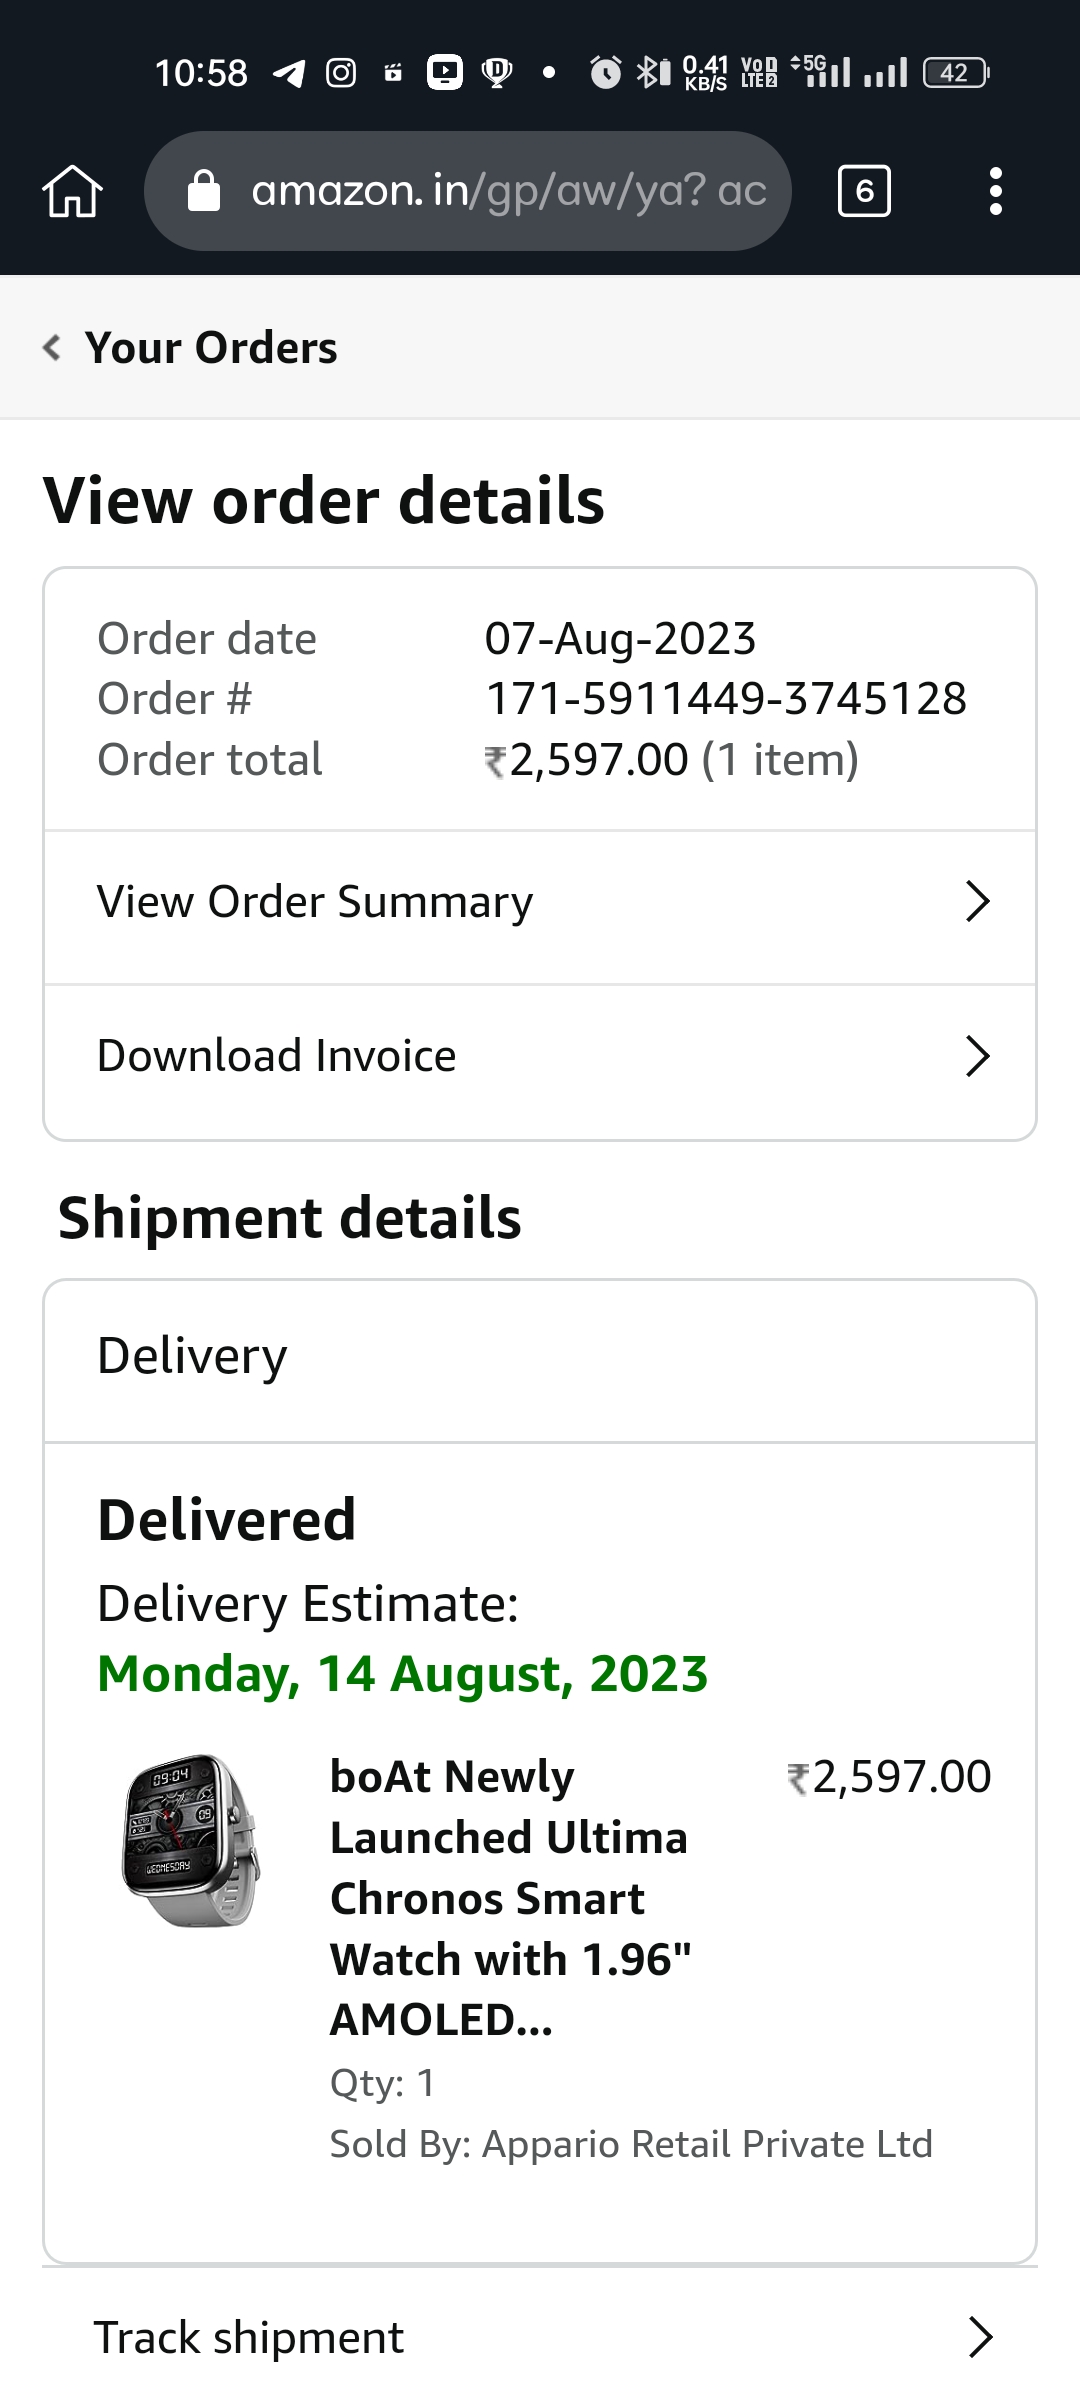 10:58
0.41
KB/S
VoD
LTE 2
5G
42
amazon.in/gp/aw/ya? ac
6
Your Orders
View order details
Order date 07-Aug-2023
Order # 171-5911449-3745128
Order total ₹2,597.00 (1 item)
View Order Summary
Download Invoice
Shipment details
Delivery
Delivered
Delivery Estimate:
Monday, 14 August, 2023
09:04
09
WEDNESDAY
boAt Newly ₹2,597.00
Launched Ultima
Chronos Smart
Watch with 1.96"
AMOLED...
Qty: 1
Sold By: Appario Retail Private Ltd
Track shipment